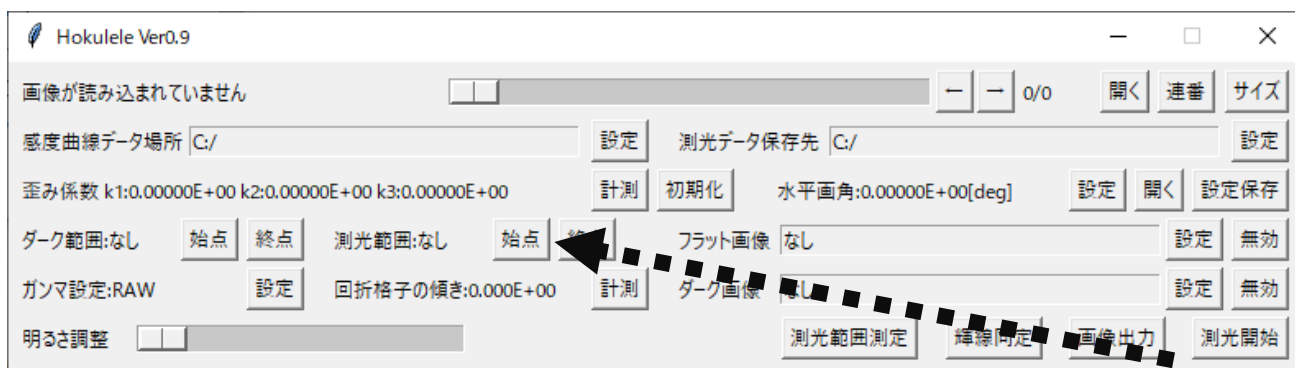 Hokulele Ver0.9
画像が読み込まれていません ← → 0/0 開く 連番 サイズ
感度曲線データ場所 C:/ 設定 測光データ保存先 C:/ 設定
歪み係数 k1:0.00000E+00 k2:0.00000E+00 k3:0.00000E+00 計測 初期化 水平画角:0.00000E+00[deg] 設定 開く 設定保存
ダーク範囲:なし 始点 終点 測光範囲:なし 始点 終点 フラット画像 なし 設定 無効
ガンマ設定:RAW 設定 回折格子の傾き:0.000E+00 計測 ダーク画像 なし 設定 無効
明るさ調整 測光範囲測定 輝線同定 画像出力 測光開始